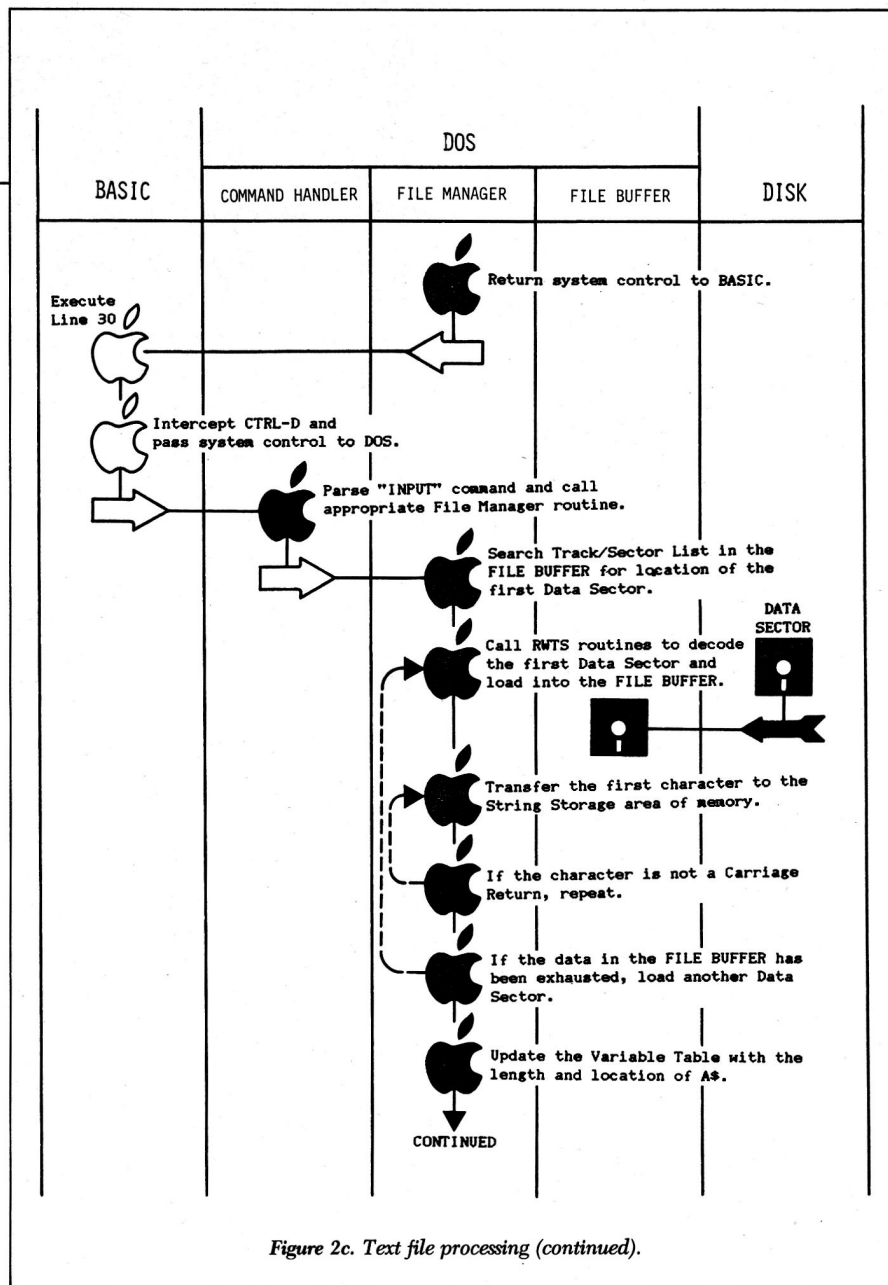 DOS
BASIC
COMMAND HANDLER
FILE MANAGER
FILE BUFFER
DISK
Return system control to BASIC.
Execute
Line 30
Intercept CTRL-D and
pass system control to DOS.
Parse "INPUT" command and call
appropriate File Manager routine.
Search Track/Sector List in the
FILE BUFFER for location of the
first Data Sector.
DATA
SECTOR
Call RWTS routines to decode
the first Data Sector and
load into the FILE BUFFER.
Transfer the first character to the
String Storage area of memory.
If the character is not a Carriage
Return, repeat.
If the data in the FILE BUFFER has
been exhausted, load another Data
Sector.
Update the Variable Table with the
length and location of A$.
CONTINUED
Figure 2c. Text file processing (continued).